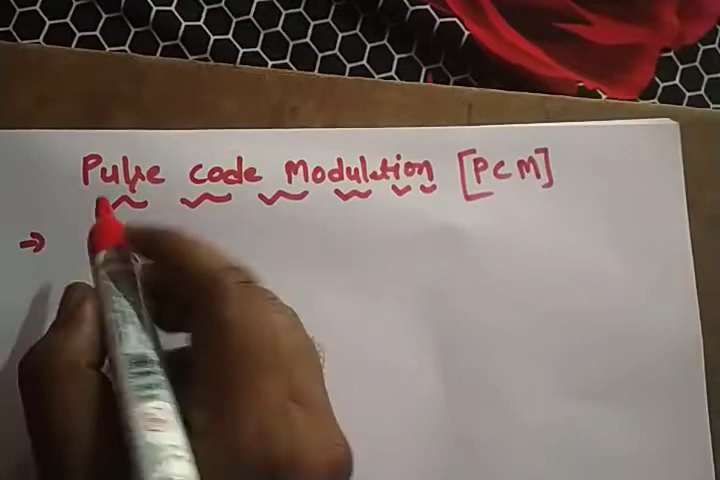 Pulse code Modulation [PCM]
→